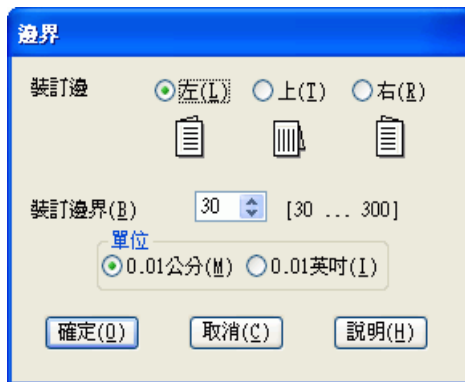 邊界
裝訂邊 左(L) 上(T) 右(R)
裝訂邊界(B) 30 [30 ... 300]
單位
0.01公分(M) 0.01英吋(I)
確定(O) 取消(C) 說明(H)